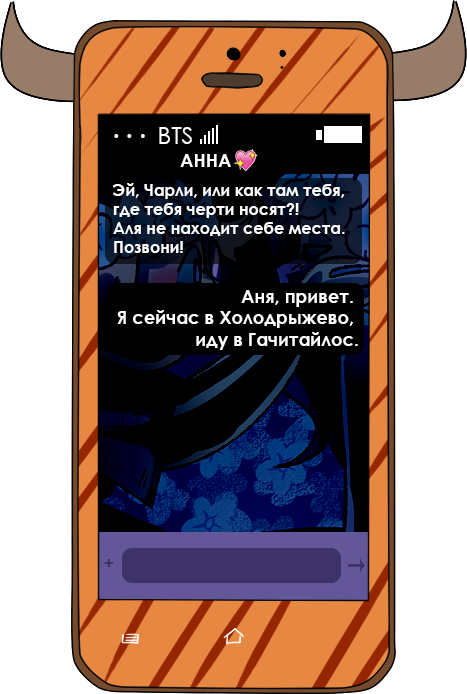 BTS
АННА
Эй, Чарли, или как там тебя,
где тебя черти носят?!
Аля не находит себе места.
Позвони!
Аня, привет.
Я сейчас в Холодрыжево,
иду в Гачитайлос.